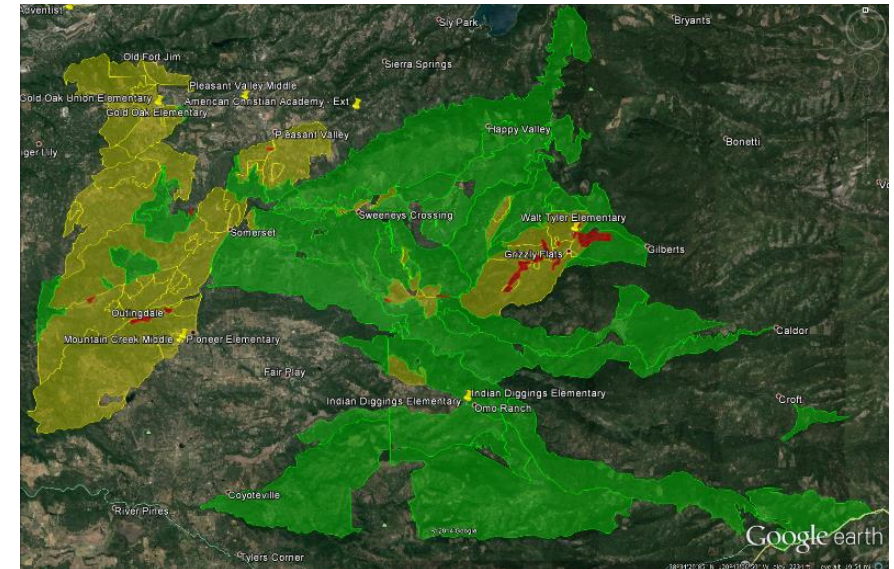 Adventist
Sly Park
Bryants
Old Fort Jim
Sierra Springs
Pleasant Valley Middle
Gold Oak Union Elementary
American Christian Academy - Ext
Gold Oak Elementary
Happy Valley
Pleasant Valley
Bonetti
ger Lily
Sweeneys Crossing
Walt Tyler Elementary
Somerset
Gilberts
Grizzly Flats
Outingdale
Caldor
Mountain Creek Middle
Pioneer Elementary
Fair Play
Indian Diggings Elementary
Indian Diggings Elementary
Croft
Omo Ranch
Coyoteville
River Pines
© 2014 Google
Google earth
Tylers Corner